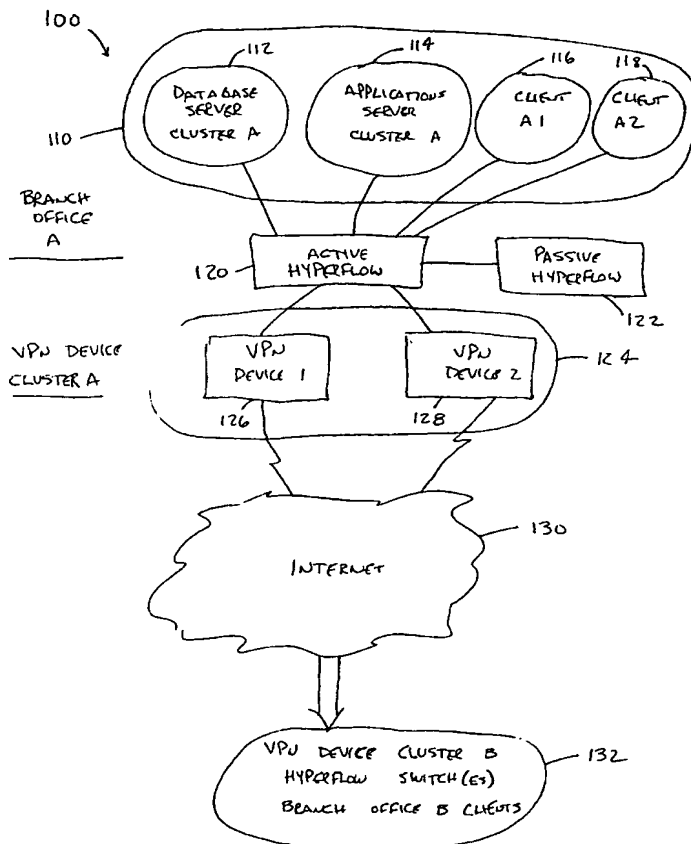 100
112
114
116
118
DATABASE
SERVER
CLUSTER A
APPLICATIONS
SERVER
CLUSTER A
CLIENT
A1
CLIENT
A2
110
BRANCH
OFFICE
A
120
ACTIVE
HYPERFLOW
PASSIVE
HYPERFLOW
122
VPN DEVICE
CLUSTER A
VPN
DEVICE 1
VPN
DEVICE 2
124
126
128
130
INTERNET
VPN DEVICE CLUSTER B
HYPERFLOW SWITCH(ES)
BRANCH OFFICE B CLIENTS
132